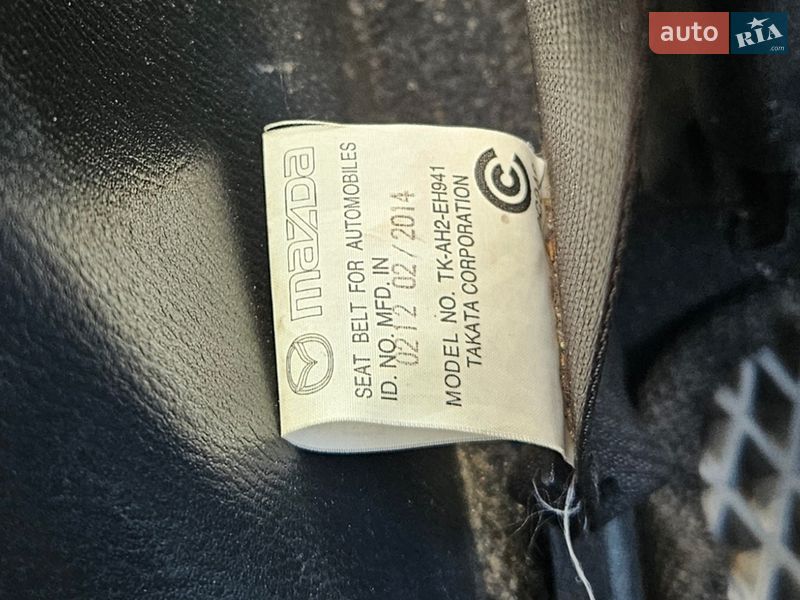 mazda
SEAT BELT FOR AUTOMOBILES
ID. NO. MFD. IN
0212 02/2014
MODEL NO. TK-AH2-EH941
TAKATA CORPORATION
C
auto RIA
.com